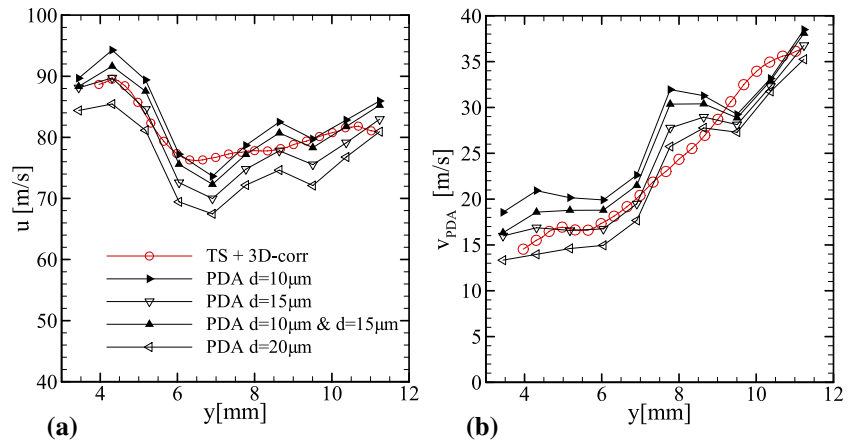 100
90
80
70
60
50
40
u [m/s]
4
6
8
10
12
y[mm]
(a)
TS + 3D-corr
PDA d=10μm
PDA d=15μm
PDA d=10μm & d=15μm
PDA d=20μm
40
35
30
25
20
15
10
5
0
v_PDA [m/s]
4
6
8
10
12
y[mm]
(b)